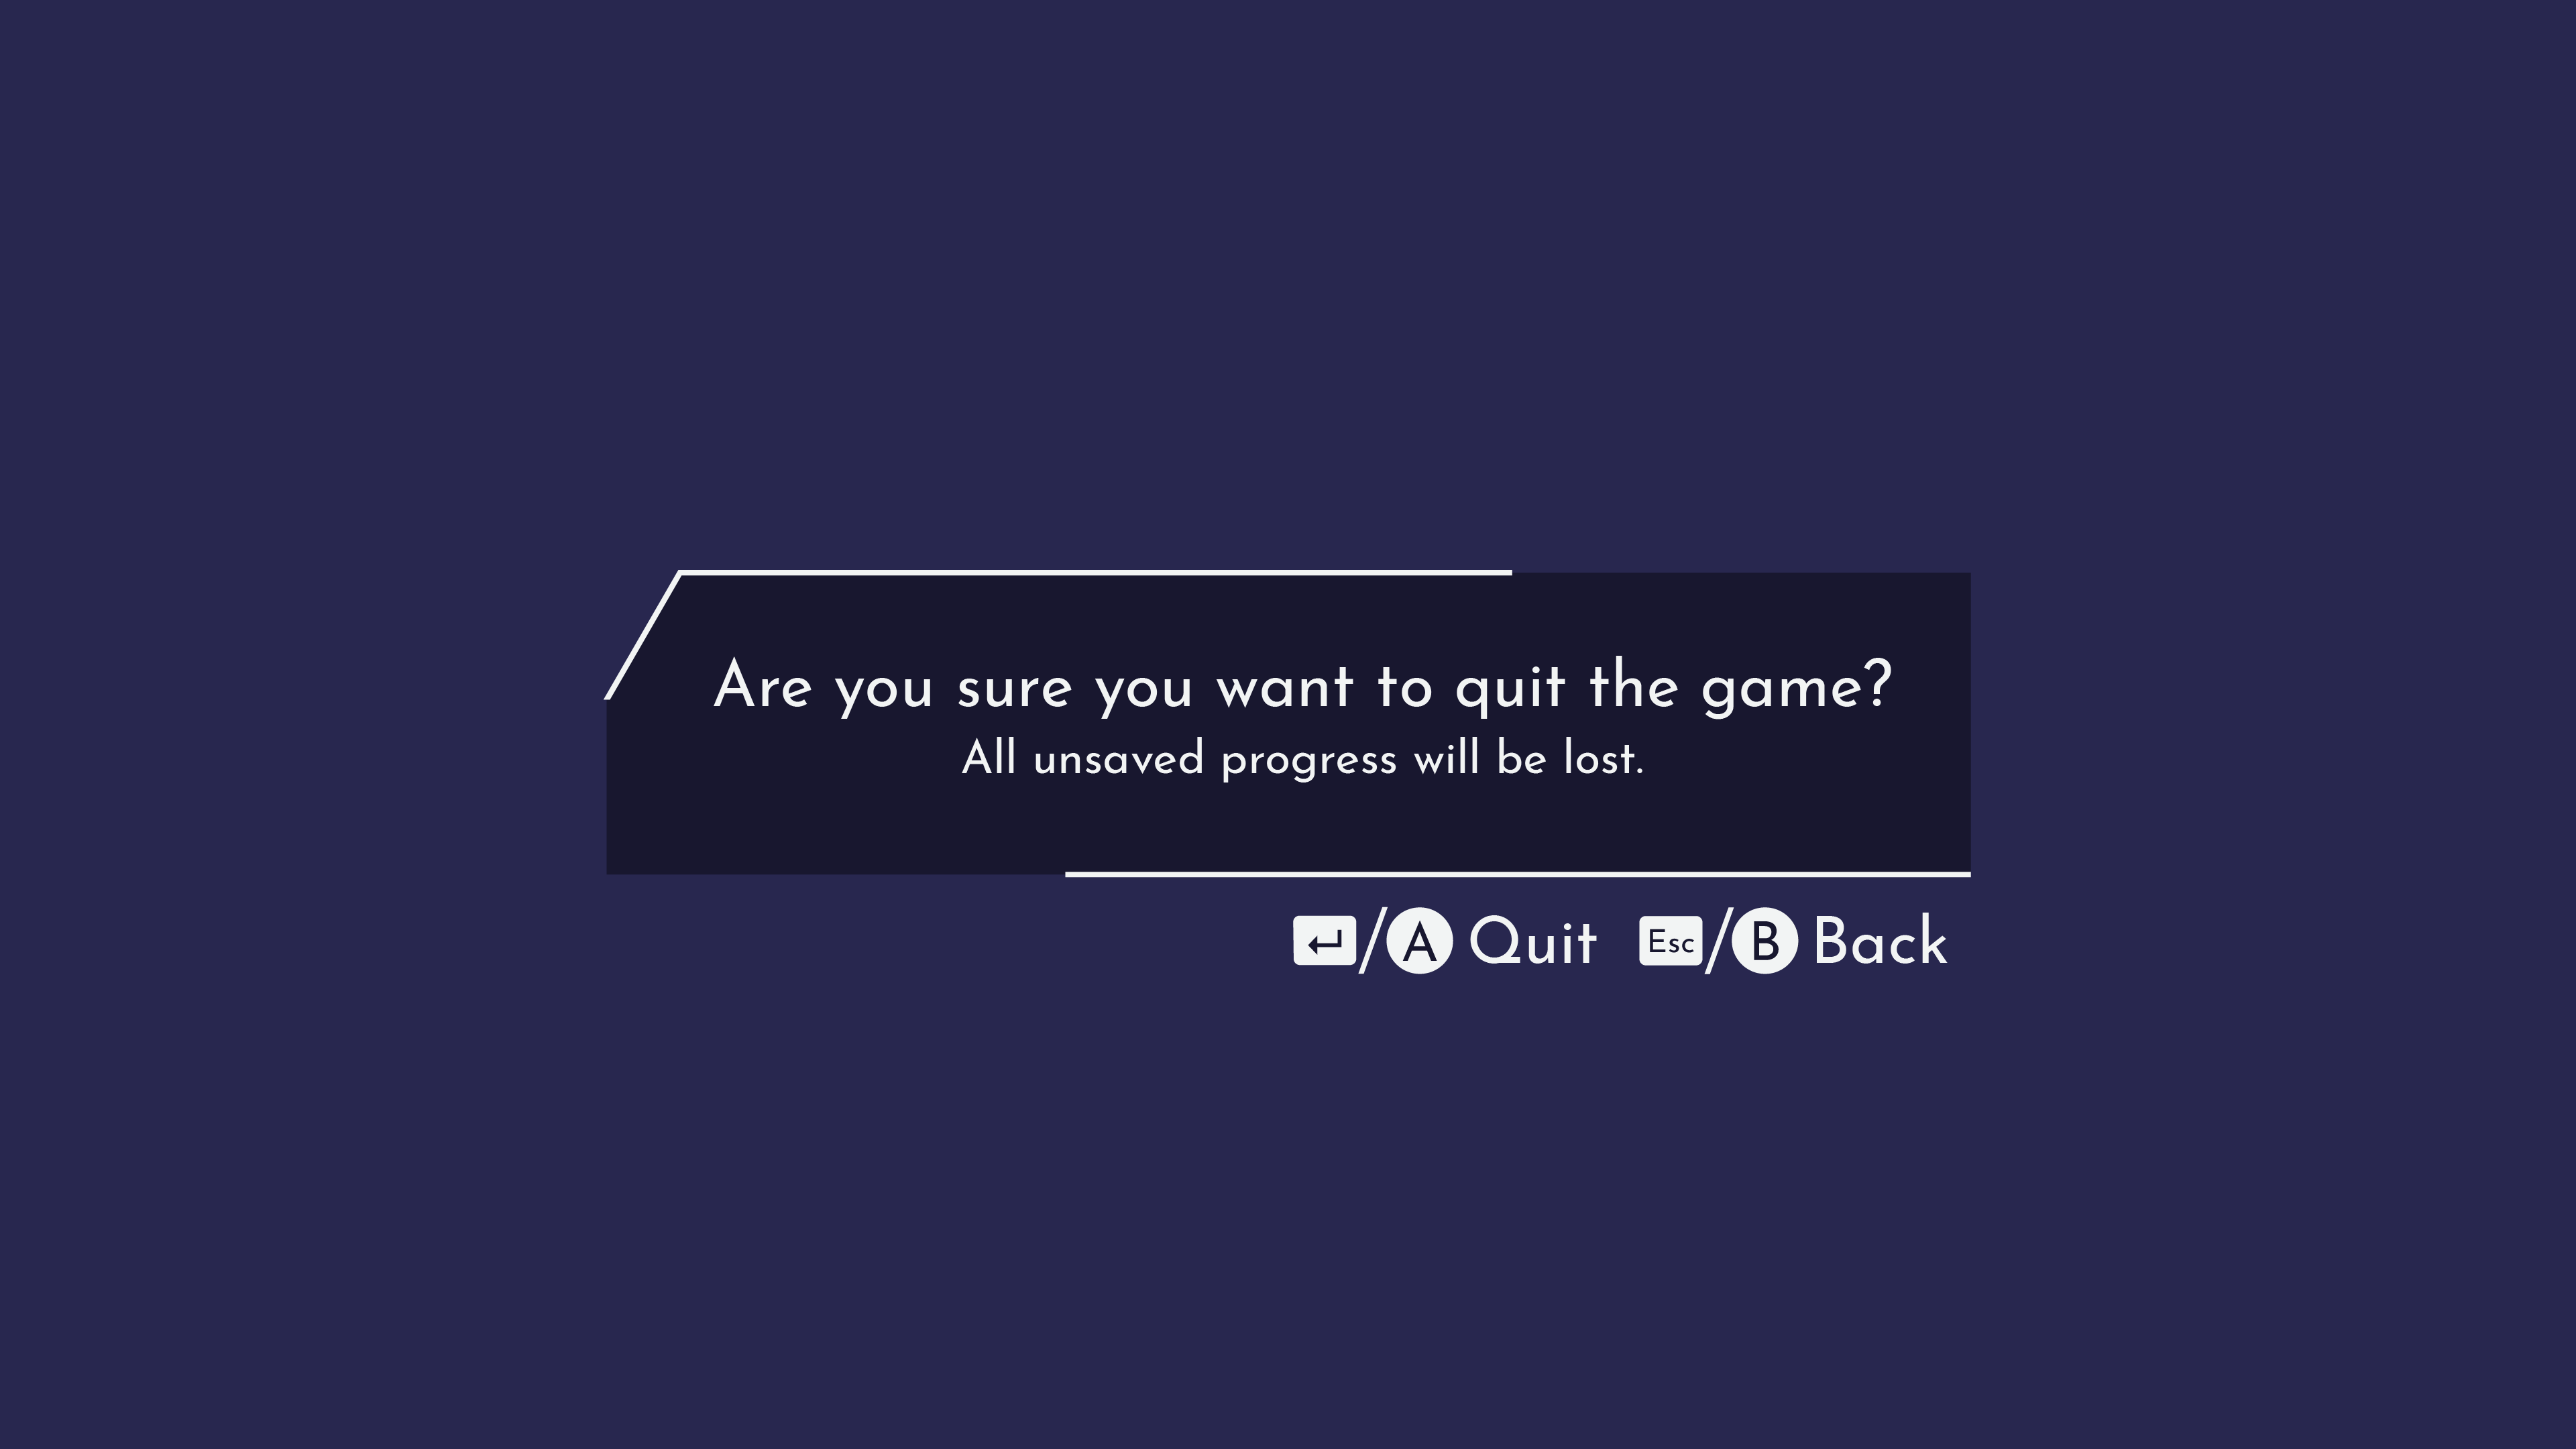 Are you sure you want to quit the game?
All unsaved progress will be lost.
↵/A Quit Esc/B Back